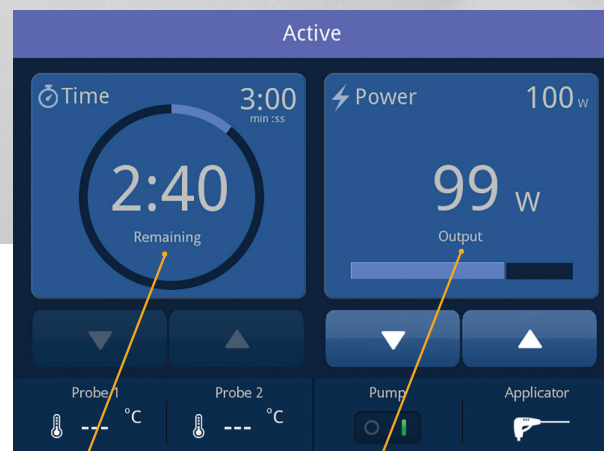 Active
Time
3:00
min :ss
2:40
Remaining
Power
100 W
99 W
Output
Probe 1
--- °C
Probe 2
--- °C
Pump
Applicator